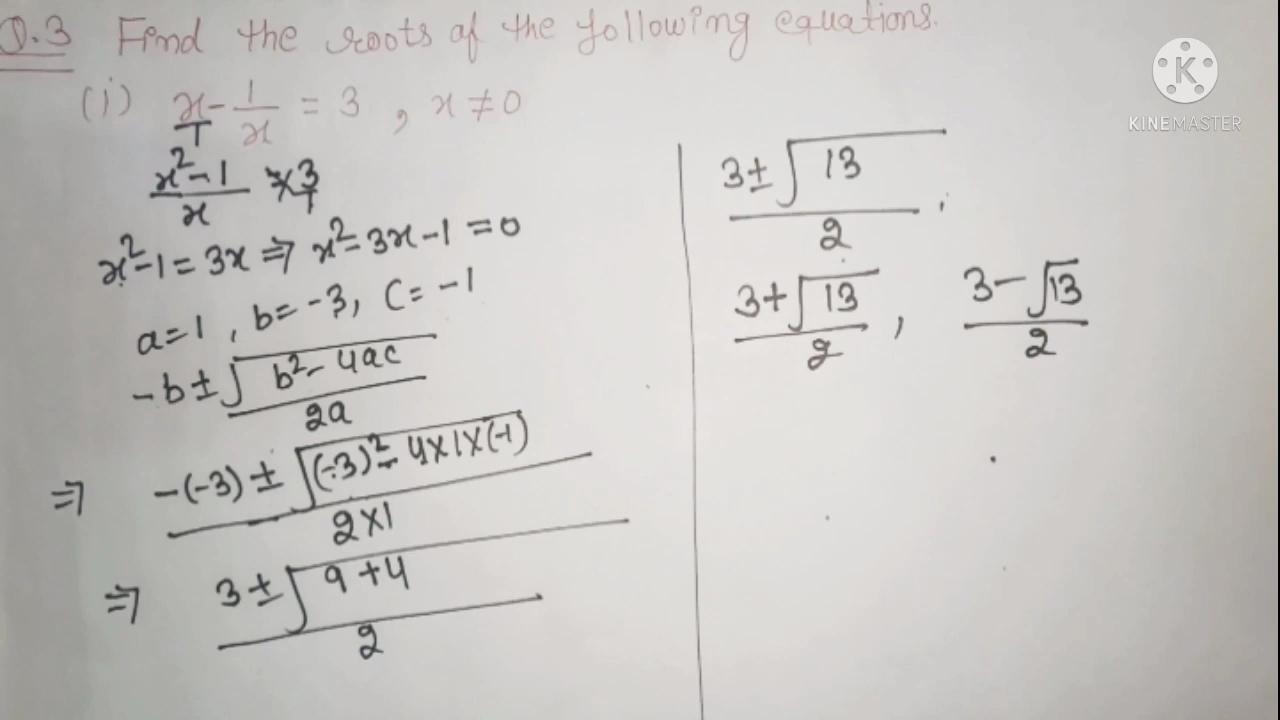 Q.3 Find the roots of the following equations.
(i) x/1 - 1/x = 3 , x ≠ 0
x² - 1 / x = 3/1
x² - 1 = 3x ⇒ x² - 3x - 1 = 0
a = 1 , b = -3, C = -1
-b ± √b² - 4ac / 2a
⇒ -(-3) ± √(-3)² - 4×1×(-1) / 2×1
⇒ 3 ± √9 + 4 / 2
3 ± √13 / 2 .
3 + √13 / 2 , 3 - √13 / 2
K
KINEMASTER